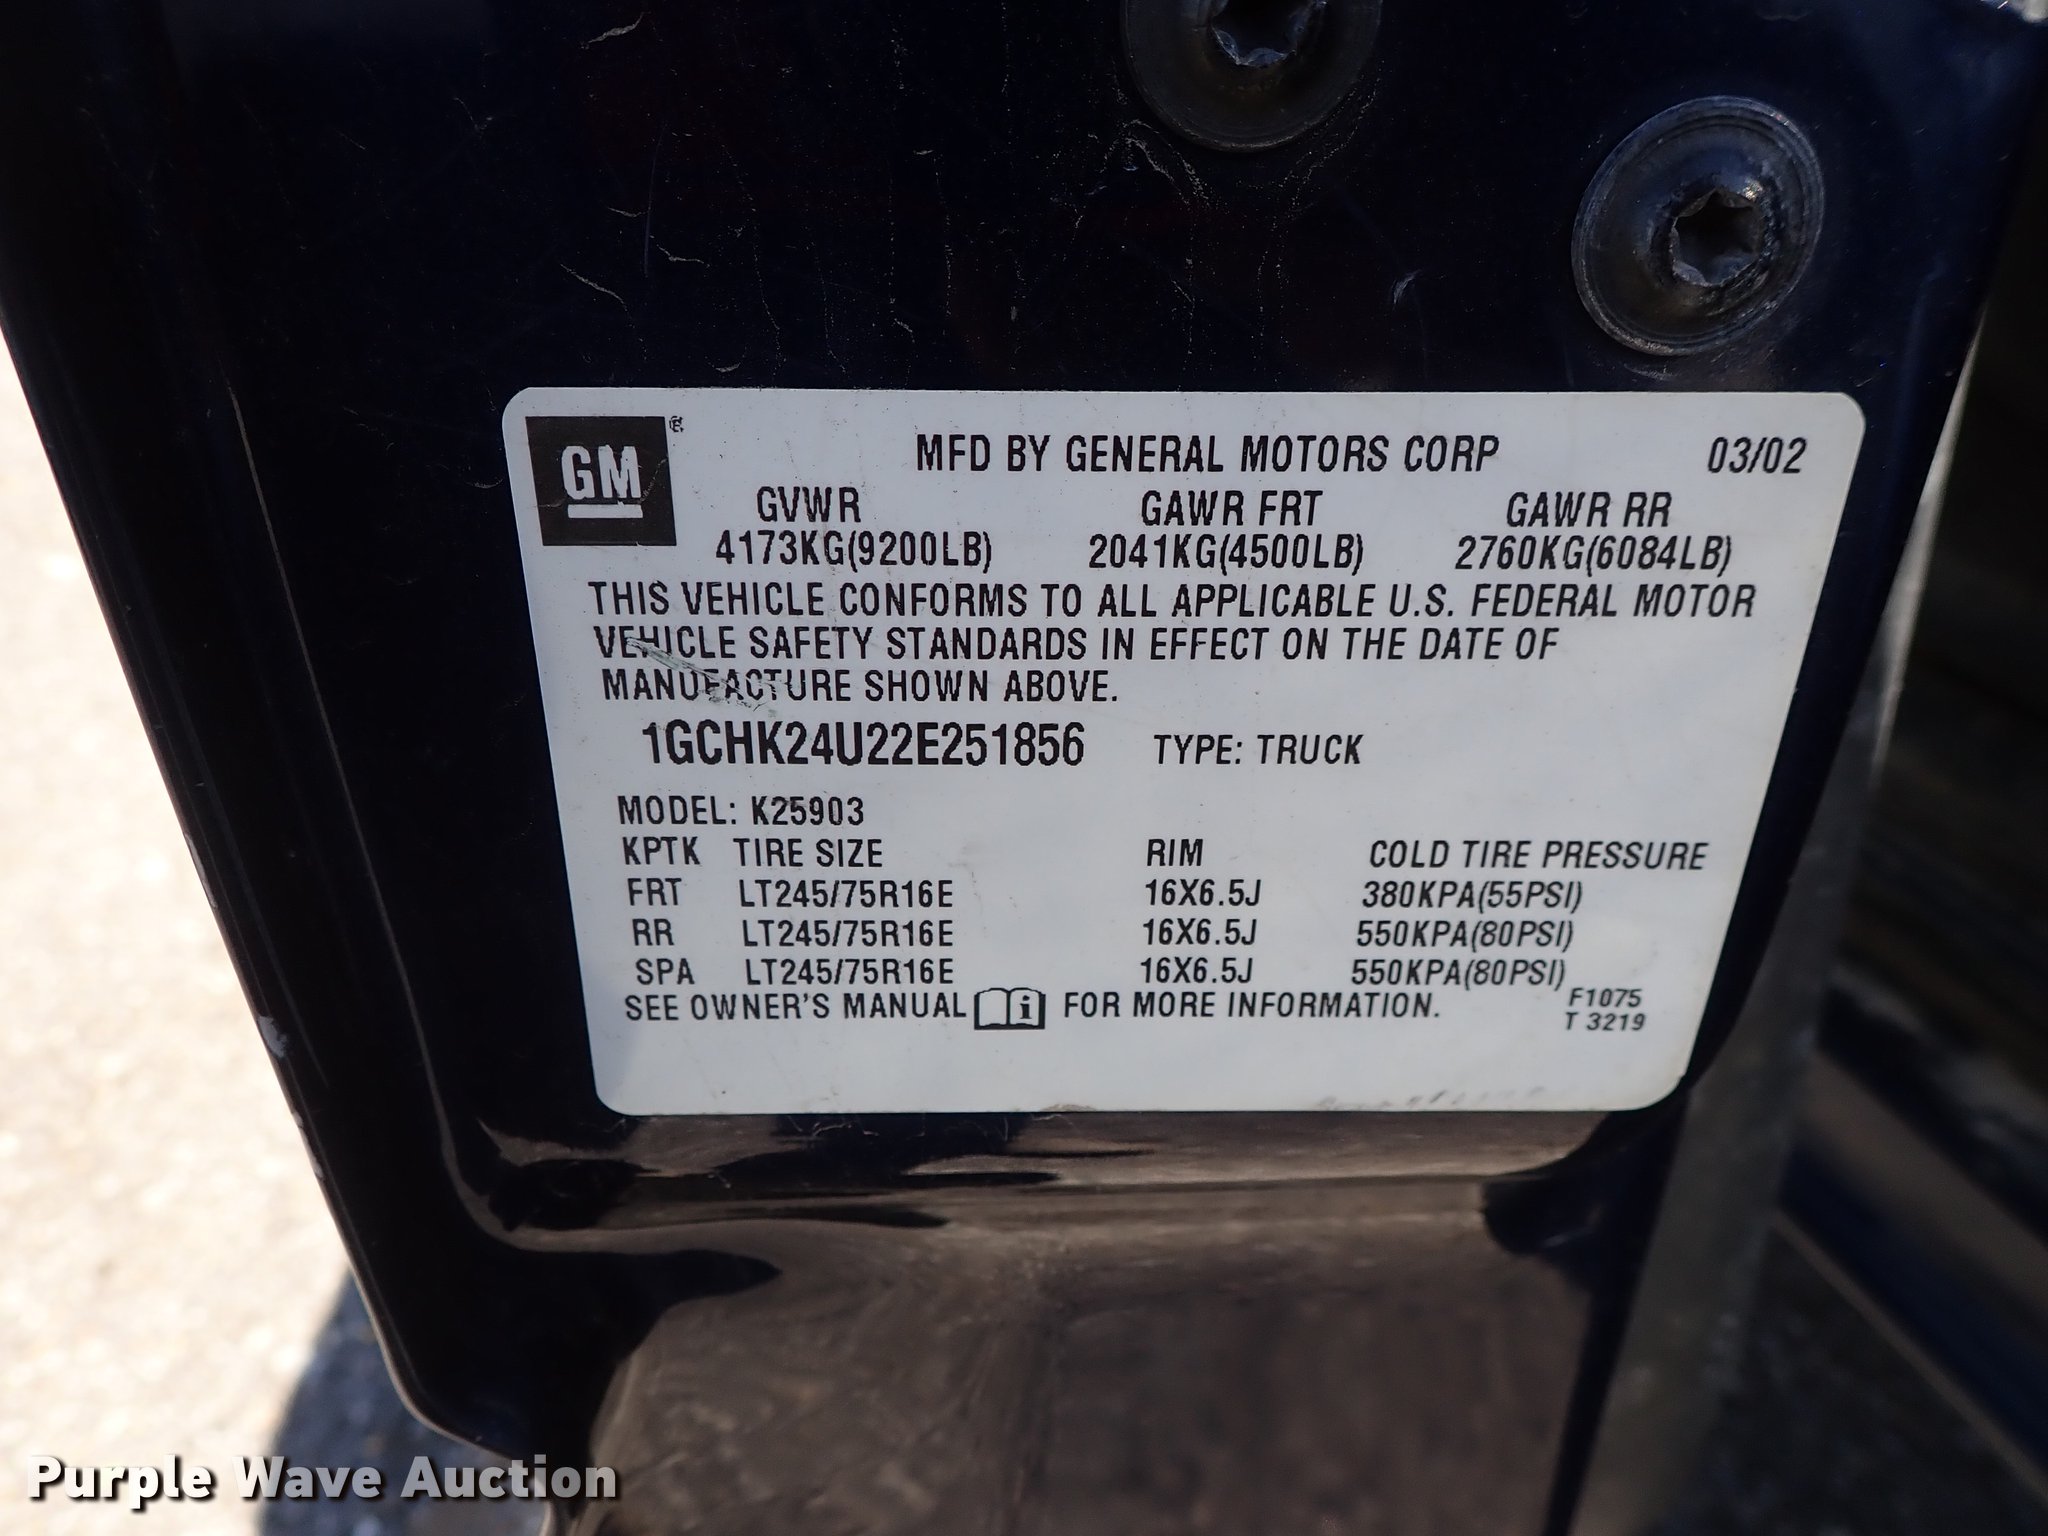 GM ®
MFD BY GENERAL MOTORS CORP 03/02
GVWR GAWR FRT GAWR RR
4173KG(9200LB) 2041KG(4500LB) 2760KG(6084LB)
THIS VEHICLE CONFORMS TO ALL APPLICABLE U.S. FEDERAL MOTOR
VEHICLE SAFETY STANDARDS IN EFFECT ON THE DATE OF
MANUFACTURE SHOWN ABOVE.
1GCHK24U22E251856 TYPE: TRUCK
MODEL: K25903
KPTK TIRE SIZE RIM COLD TIRE PRESSURE
FRT LT245/75R16E 16X6.5J 380KPA(55PSI)
RR LT245/75R16E 16X6.5J 550KPA(80PSI)
SPA LT245/75R16E 16X6.5J 550KPA(80PSI)
SEE OWNER'S MANUAL i FOR MORE INFORMATION.
F1075
T 3219
Purple Wave Auction